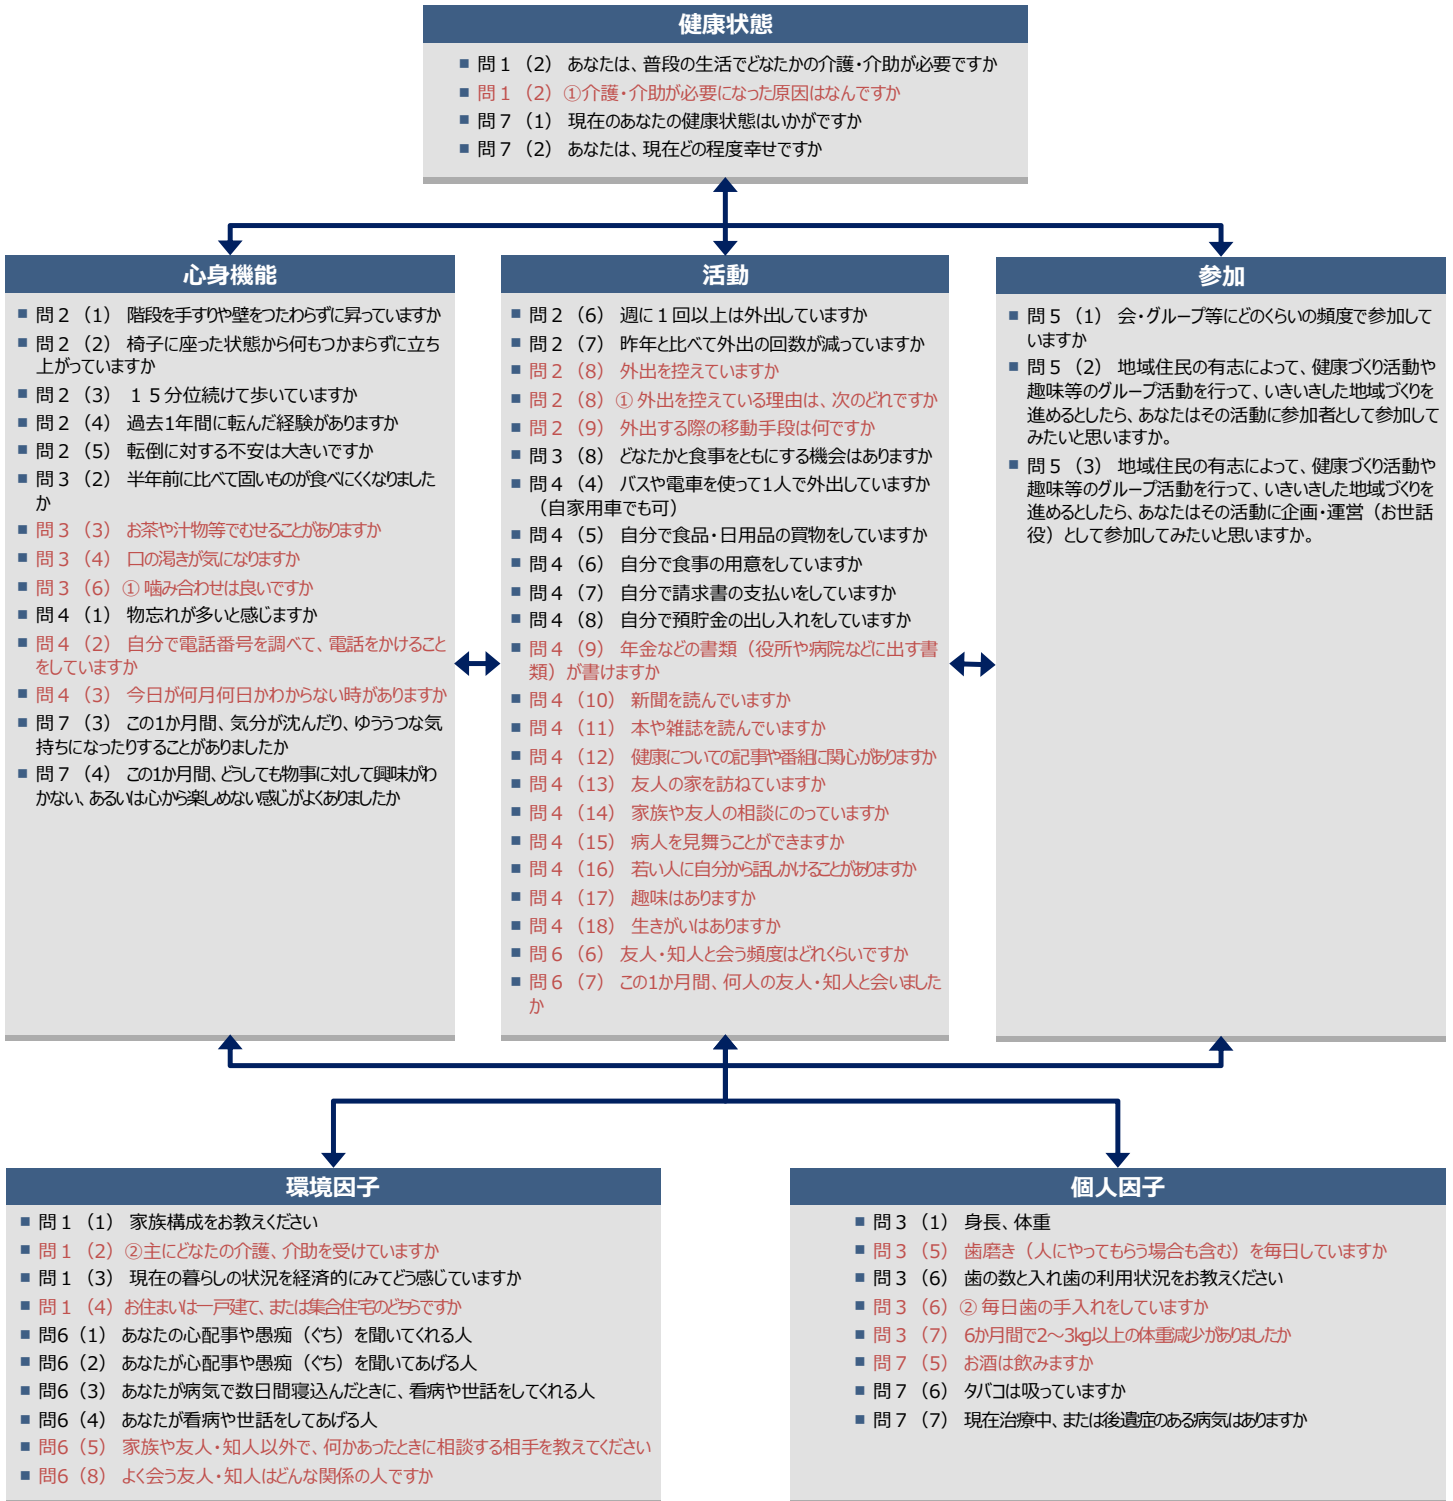 健康状態
■ 問１（2） あなたは、普段の生活でどなたかの介護・介助が必要ですか
■ 問１（2）①介護・介助が必要になった原因はなんですか
■ 問７（1） 現在のあなたの健康状態はいかがですか
■ 問７（2） あなたは、現在どの程度幸せですか
心身機能
■ 問２（1） 階段を手すりや壁をつたわらずに昇っていますか
■ 問２（2） 椅子に座った状態から何もつかまらずに立ち
上がっていますか
■ 問２（3） １５分位続けて歩いていますか
■ 問２（4） 過去1年間に転んだ経験がありますか
■ 問２（5） 転倒に対する不安は大きいですか
■ 問３（2） 半年前に比べて固いものが食べにくくなりました
か
■ 問３（3） お茶や汁物等でむせることがありますか
■ 問３（4） 口の渇きが気になりますか
■ 問３（6）① 噛み合わせは良いですか
■ 問４（1） 物忘れが多いと感じますか
■ 問４（2） 自分で電話番号を調べて、電話をかけること
をしていますか
■ 問４（3） 今日が何月何日かわからない時がありますか
■ 問７（3） この1か月間、気分が沈んだり、ゆううつな気
持ちになったりすることがありましたか
■ 問７（4） この1か月間、どうしても物事に対して興味がわ
かない、あるいは心から楽しめない感じがよくありましたか
活動
■ 問２（6） 週に１回以上は外出していますか
■ 問２（7） 昨年と比べて外出の回数が減っていますか
■ 問２（8） 外出を控えていますか
■ 問２（8）① 外出を控えている理由は、次のどれですか
■ 問２（9） 外出する際の移動手段は何ですか
■ 問３（8） どなたかと食事をともにする機会はありますか
■ 問４（4） バスや電車を使って1人で外出していますか
（自家用車でも可）
■ 問４（5） 自分で食品・日用品の買物をしていますか
■ 問４（6） 自分で食事の用意をしていますか
■ 問４（7） 自分で請求書の支払いをしていますか
■ 問４（8） 自分で預貯金の出し入れをしていますか
■ 問４（9） 年金などの書類（役所や病院などに出す書
類）が書けますか
■ 問４（10） 新聞を読んでいますか
■ 問４（11） 本や雑誌を読んでいますか
■ 問４（12） 健康についての記事や番組に関心がありますか
■ 問４（13） 友人の家を訪ねていますか
■ 問４（14） 家族や友人の相談にのっていますか
■ 問４（15） 病人を見舞うことができますか
■ 問４（16） 若い人に自分から話しかけることがありますか
■ 問４（17） 趣味はありますか
■ 問４（18） 生きがいはありますか
■ 問６（6） 友人・知人と会う頻度はどれくらいですか
■ 問６（7） この1か月間、何人の友人・知人と会いました
か
参加
■ 問５（1） 会・グループ等にどのくらいの頻度で参加して
いますか
■ 問５（2） 地域住民の有志によって、健康づくり活動や
趣味等のグループ活動を行って、いきいきした地域づくりを
進めるとしたら、あなたはその活動に参加者として参加して
みたいと思いますか。
■ 問５（3） 地域住民の有志によって、健康づくり活動や
趣味等のグループ活動を行って、いきいきした地域づくりを
進めるとしたら、あなたはその活動に企画・運営（お世話
役）として参加してみたいと思いますか。
環境因子
■ 問１（1） 家族構成をお教えください
■ 問１（2）②主にどなたの介護、介助を受けていますか
■ 問１（3） 現在の暮らしの状況を経済的にみてどう感じていますか
■ 問１（4）お住まいは一戸建て、または集合住宅のどちらですか
■ 問6（1） あなたの心配事や愚痴（ぐち）を聞いてくれる人
■ 問6（2） あなたが心配事や愚痴（ぐち）を聞いてあげる人
■ 問6（3） あなたが病気で数日間寝込んだときに、看病や世話をしてくれる人
■ 問6（4） あなたが看病や世話をしてあげる人
■ 問6（5） 家族や友人・知人以外で、何かあったときに相談する相手を教えてください
■ 問6（8） よく会う友人・知人はどんな関係の人ですか
個人因子
■ 問３（1） 身長、体重
■ 問３（5） 歯磨き（人にやってもらう場合も含む）を毎日していますか
■ 問３（6） 歯の数と入れ歯の利用状況をお教えください
■ 問３（6）② 毎日歯の手入れをしていますか
■ 問３（7） 6か月間で2～3kg以上の体重減少がありましたか
■ 問７（5） お酒は飲みますか
■ 問７（6） タバコは吸っていますか
■ 問７（7） 現在治療中、または後遺症のある病気はありますか